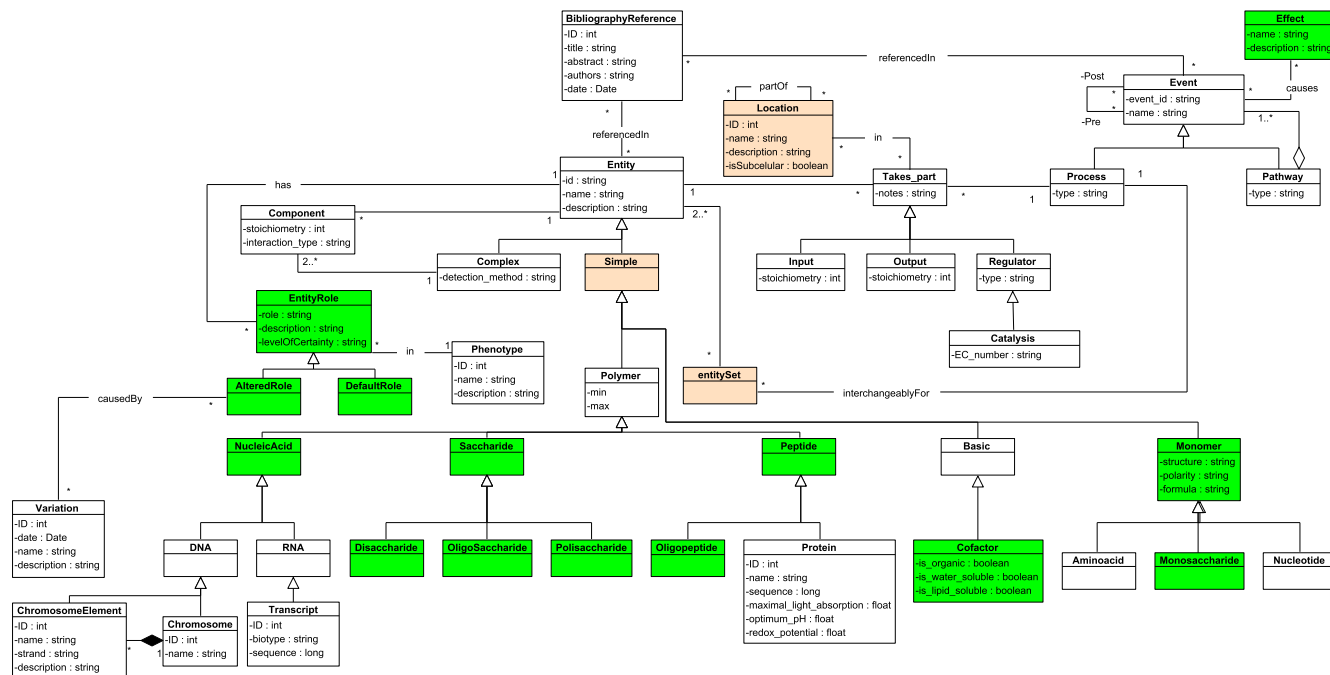 BibliographyReference
-ID : int
-title : string
-abstract : string
-authors : string
-date : Date
*
*
referencedIn
Effect
-name : string
-description : string
*
causes
*
Event
-event_id : string
-name : string
-Post
*
*
-Pre
1..*
*
partOf
*
Location
-ID : int
-name : string
-description : string
-isSubcelular : boolean
*
in
*
*
referencedIn
*
Entity
-id : string
-name : string
-description : string
1
has
1
1
2..*
Takes_part
-notes : string
*
*
Process
-type : string
1
1
Pathway
-type : string
Component
-stoichiometry : int
-interaction_type : string
*
2..*
Complex
-detection_method : string
1
Simple
Input
-stoichiometry : int
Output
-stoichiometry : int
Regulator
-type : string
EntityRole
-role : string
-description : string
-levelOfCertainty : string
*
*
in
1
Phenotype
-ID : int
-name : string
-description : string
Catalysis
-EC_number : string
Polymer
-min
-max
*
entitySet
*
interchangeablyFor
AlteredRole
DefaultRole
causedBy
*
NucleicAcid
Saccharide
Peptide
Basic
Monomer
-structure : string
-polarity : string
-formula : string
*
Variation
-ID : int
-date : Date
-name : string
-description : string
DNA
RNA
Disaccharide
OligoSaccharide
Polisaccharide
Oligopeptide
Protein
-ID : int
-name : string
-sequence : long
-maximal_light_absorption : float
-optimum_pH : float
-redox_potential : float
Cofactor
-is_organic : boolean
-is_water_soluble : boolean
-is_lipid_soluble : boolean
Aminoacid
Monosaccharide
Nucleotide
ChromosomeElement
-ID : int
-name : string
-strand : string
-description : string
*
1
Chromosome
-ID : int
-name : string
Transcript
-ID : int
-biotype : string
-sequence : long